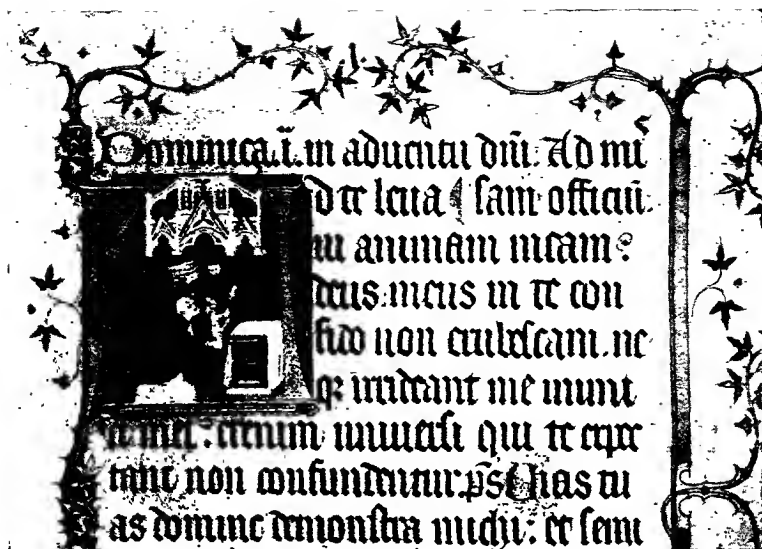 Dominica .i. in aduentu dñi. Ad mi
d te leua sam officiũ.
ui animam meam?
deus meus in te con
fido non erubescam. ne
qꝫ irrideant me inimi
ci mei. etenim uniuersi qui te expec
tant non confundentur. p̃s Uias tu
as domine demonstra michi: et semi